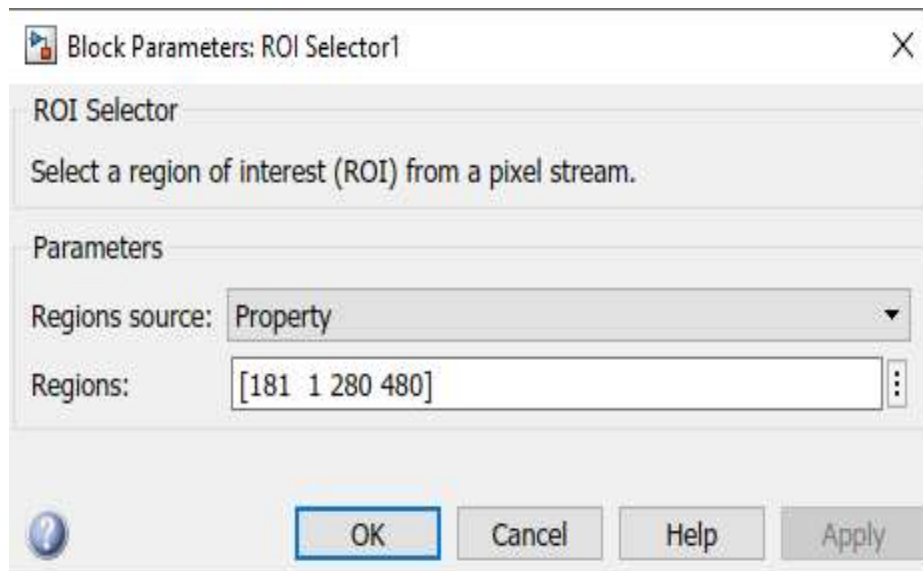 Block Parameters: ROI Selector1
ROI Selector
Select a region of interest (ROI) from a pixel stream.
Parameters
Regions source: Property
Regions: [181  1 280 480]
OK Cancel Help Apply